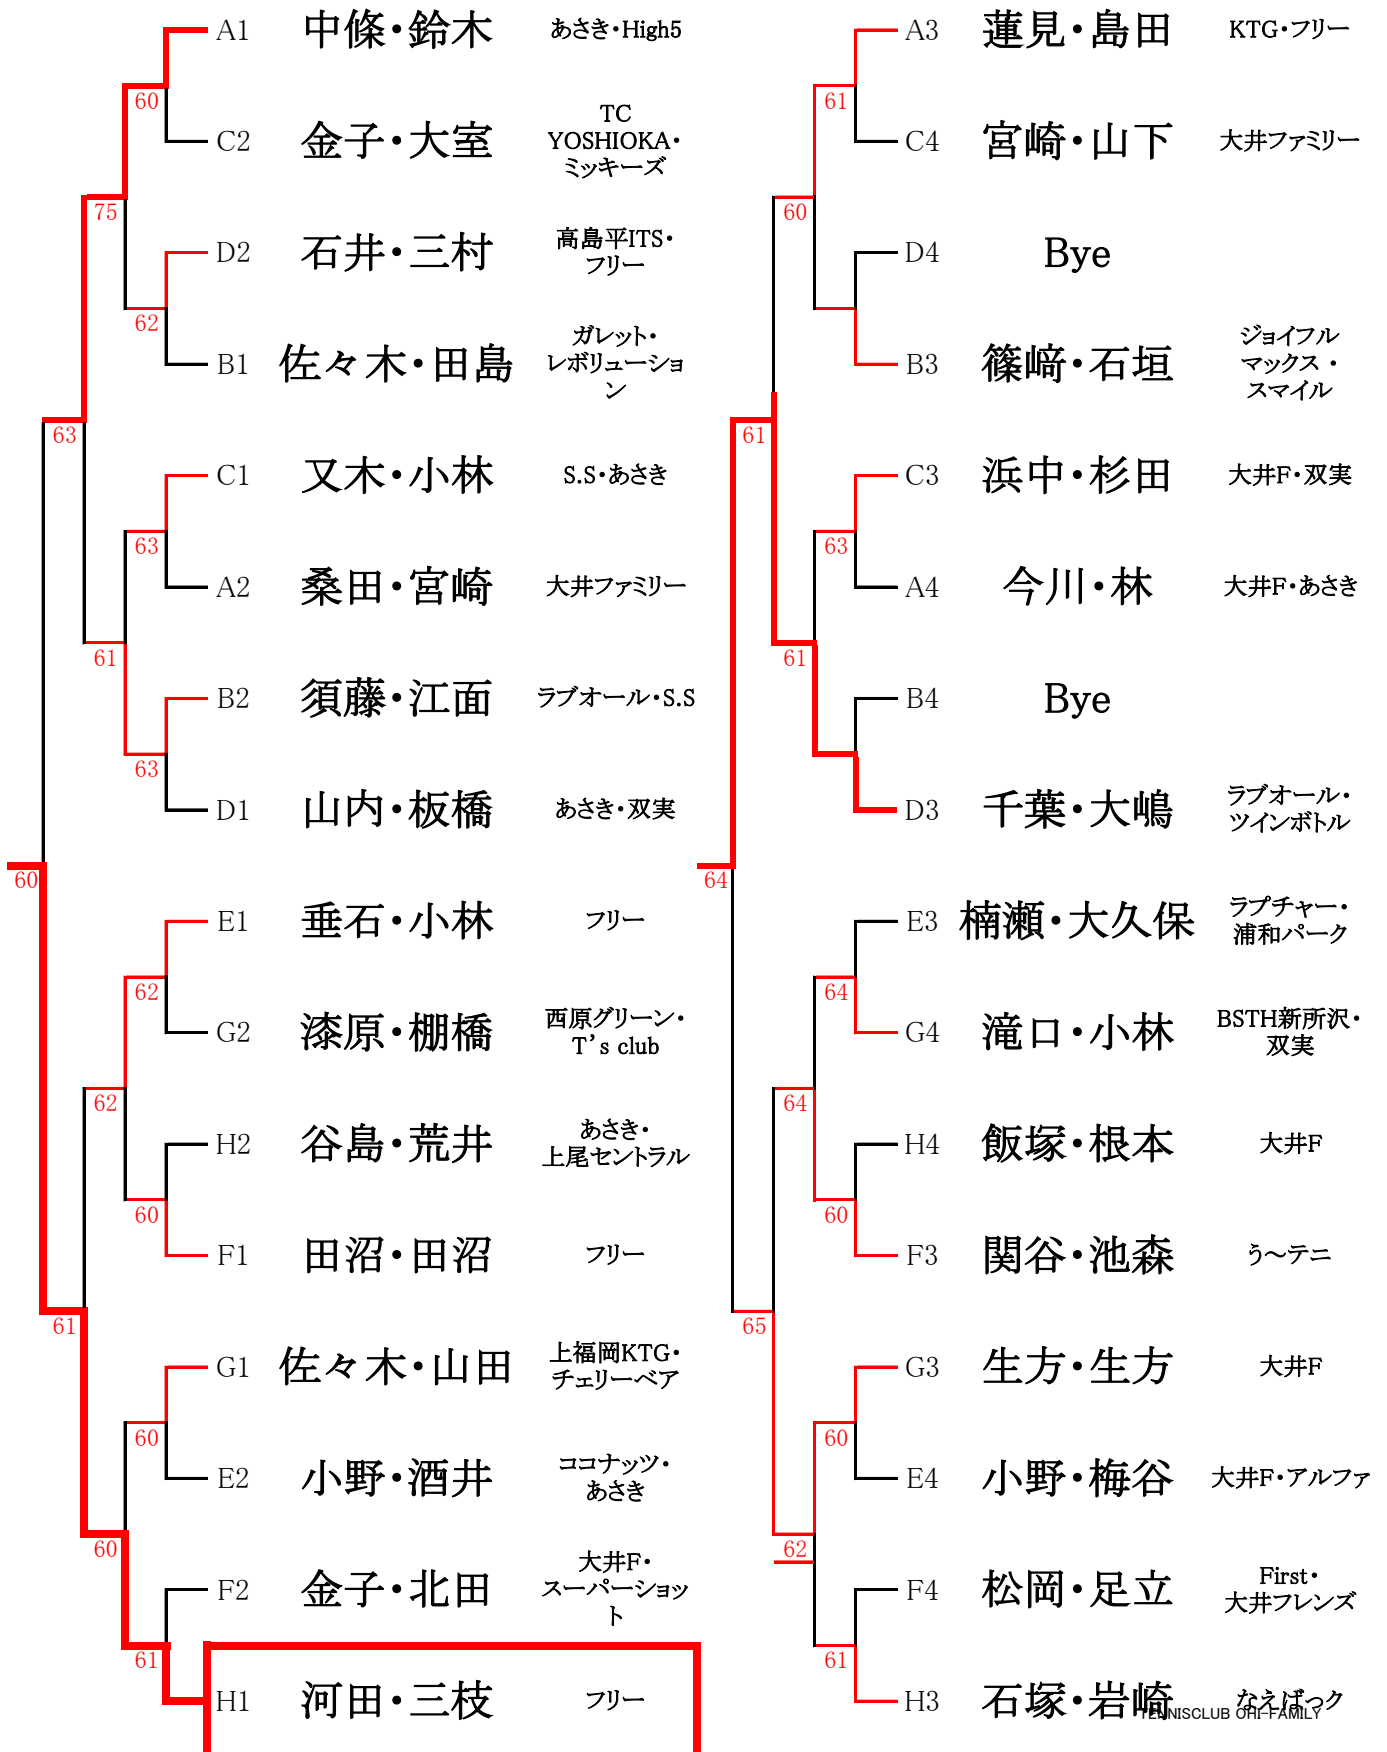 A1 中條・鈴木 あさき・High5
60
C2 金子・大室 TC
YOSHIOKA・
ミッキーズ
75
D2 石井・三村 高島平ITS・
フリー
62
B1 佐々木・田島 ガレット・
レボリューショ
ン
63
C1 又木・小林 S.S・あさき
63
A2 桑田・宮崎 大井ファミリー
61
B2 須藤・江面 ラブオール・S.S
63
D1 山内・板橋 あさき・双実
60
E1 垂石・小林 フリー
62
G2 漆原・棚橋 西原グリーン・
T’s club
62
H2 谷島・荒井 あさき・
上尾セントラル
60
F1 田沼・田沼 フリー
61
G1 佐々木・山田 上福岡KTG・
チェリーベア
60
E2 小野・酒井 ココナッツ・
あさき
60
F2 金子・北田 大井F・
スーパーショッ
ト
61
H1 河田・三枝 フリー
A3 蓮見・島田 KTG・フリー
61
C4 宮崎・山下 大井ファミリー
60
D4 Bye
B3 篠﨑・石垣 ジョイフル
マックス・
スマイル
61
C3 浜中・杉田 大井F・双実
63
A4 今川・林 大井F・あさき
61
B4 Bye
D3 千葉・大嶋 ラブオール・
ツインボトル
64
E3 楠瀬・大久保 ラプチャー・
浦和パーク
64
G4 滝口・小林 BSTH新所沢・
双実
64
H4 飯塚・根本 大井F
60
F3 関谷・池森 う～テニ
65
G3 生方・生方 大井F
60
E4 小野・梅谷 大井F・アルファ
62
F4 松岡・足立 First・
大井フレンズ
61
H3 石塚・岩崎 なえばっク
TENNISCLUB OHI-FAMILY